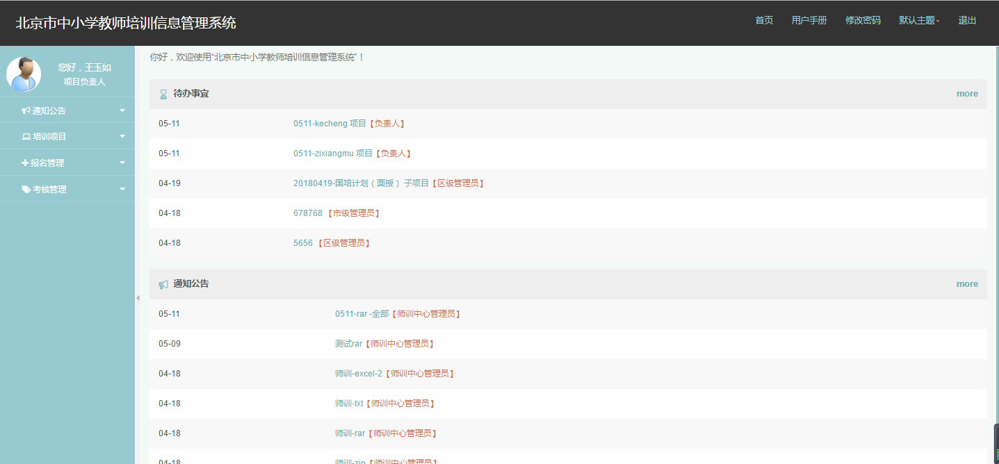 北京市中小学教师培训信息管理系统
首页 用户手册 修改密码 默认主题 退出
您好，王玉如
项目负责人
通知公告
培训项目
报名管理
考核管理
你好，欢迎使用“北京市中小学教师培训信息管理系统”！
待办事宜 more
05-11 0511-kecheng 项目【负责人】
05-11 0511-zixiangmu 项目【负责人】
04-19 20180419-国培计划（面授） 子项目【区级管理员】
04-18 678768 【市级管理员】
04-18 5656 【区级管理员】
通知公告 more
05-11 0511-rar -全部【师训中心管理员】
05-09 测试rar【师训中心管理员】
04-18 师训-excel-2【师训中心管理员】
04-18 师训-txt【师训中心管理员】
04-18 师训-rar【师训中心管理员】
04-18 师训-zip【师训中心管理员】